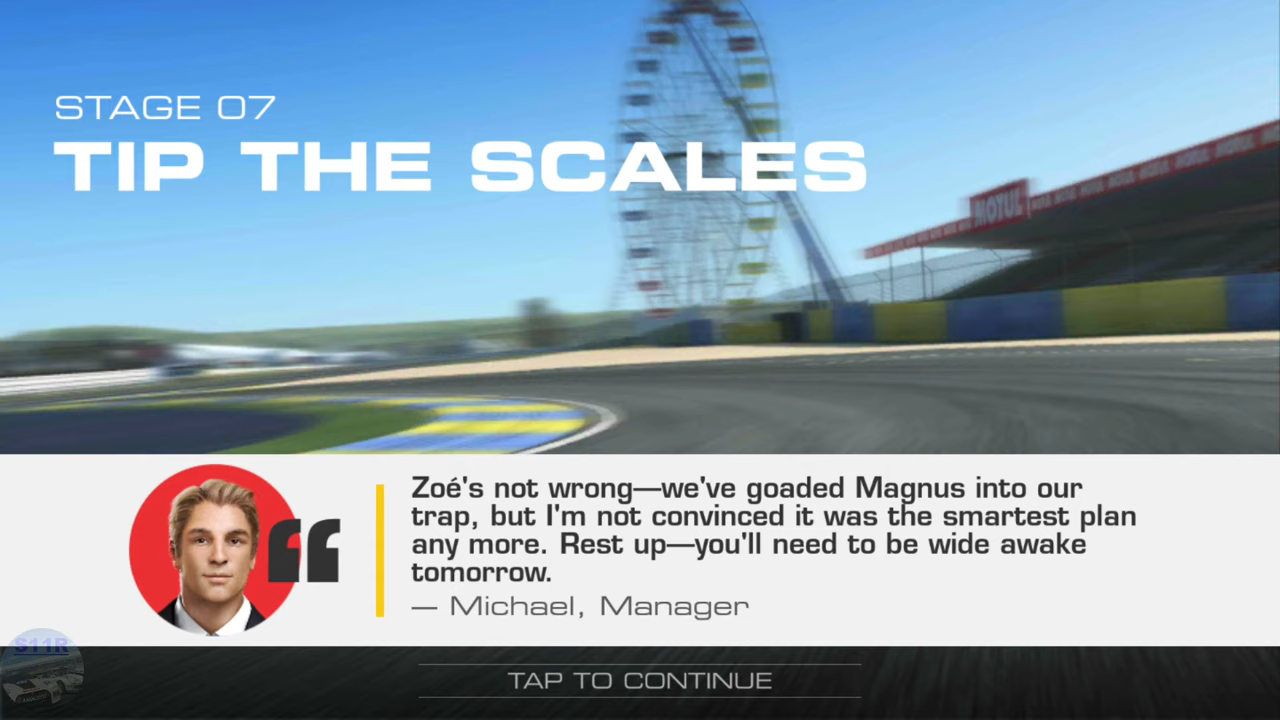 STAGE 07
TIP THE SCALES
MOTUL
Zoé's not wrong—we've goaded Magnus into our
trap, but I'm not convinced it was the smartest plan
any more. Rest up—you'll need to be wide awake
tomorrow.
— Michael, Manager
S11R
TAP TO CONTINUE